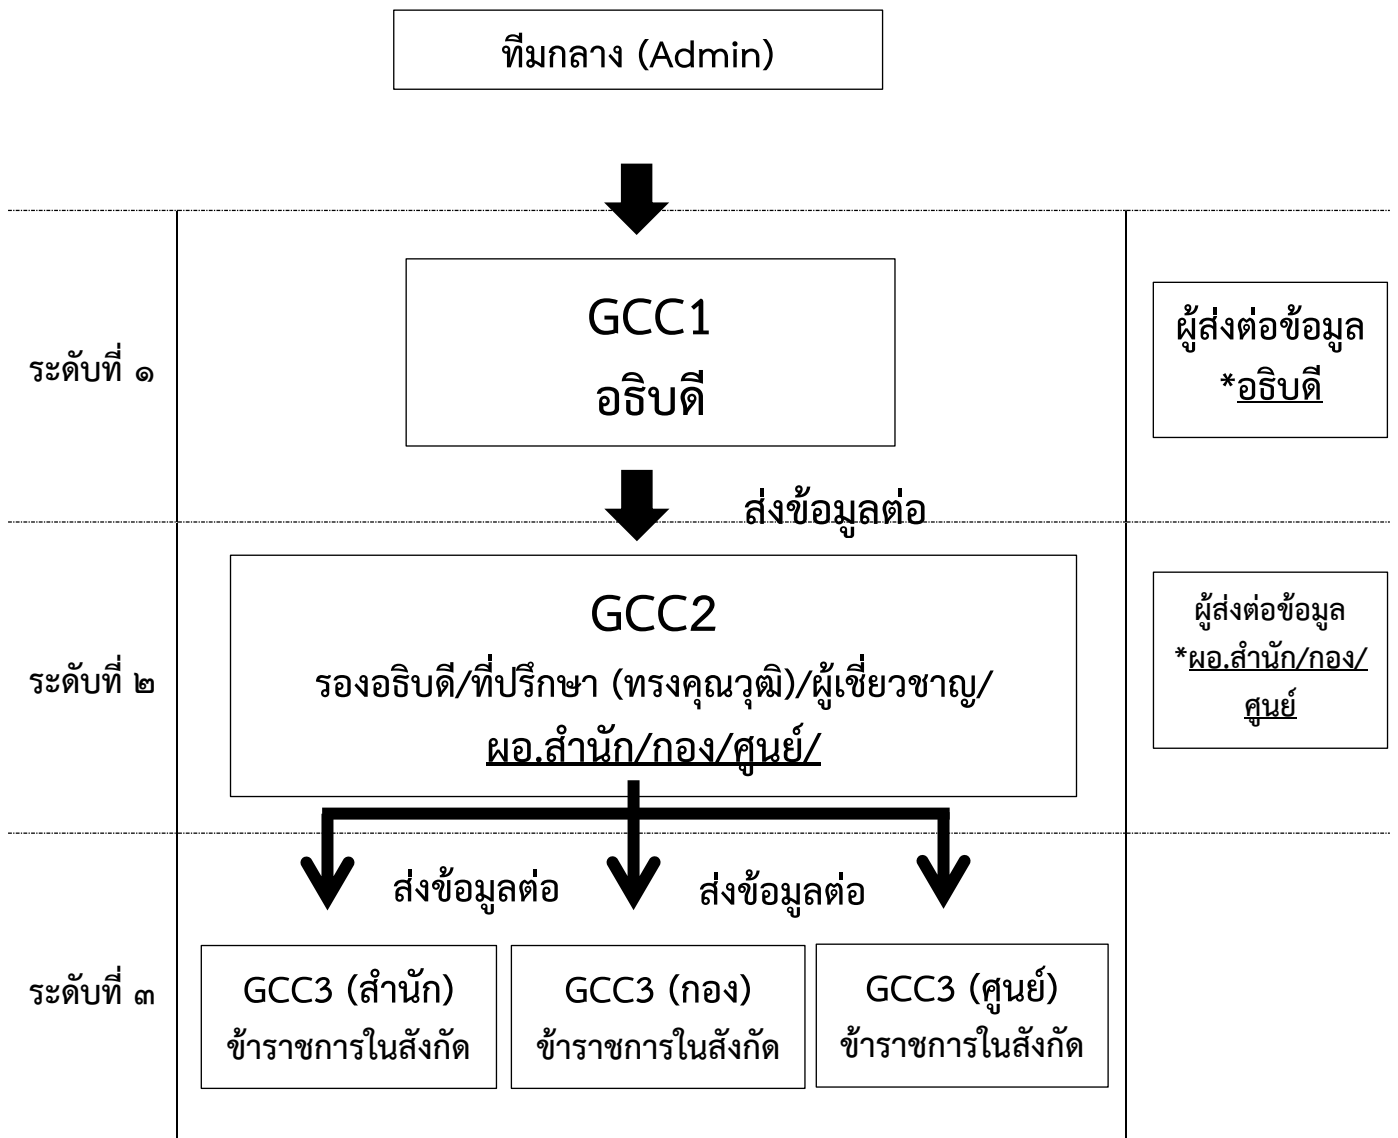 ทีมกลาง (Admin)
ระดับที่ ๑
GCC1
อธิบดี
ผู้ส่งต่อข้อมูล
*อธิบดี
ส่งข้อมูลต่อ
ระดับที่ ๒
GCC2
รองอธิบดี/ที่ปรึกษา (ทรงคุณวุฒิ)/ผู้เชี่ยวชาญ/
ผอ.สำนัก/กอง/ศูนย์/
ผู้ส่งต่อข้อมูล
*ผอ.สำนัก/กอง/
ศูนย์
ส่งข้อมูลต่อ
ส่งข้อมูลต่อ
ระดับที่ ๓
GCC3 (สำนัก)
ข้าราชการในสังกัด
GCC3 (กอง)
ข้าราชการในสังกัด
GCC3 (ศูนย์)
ข้าราชการในสังกัด